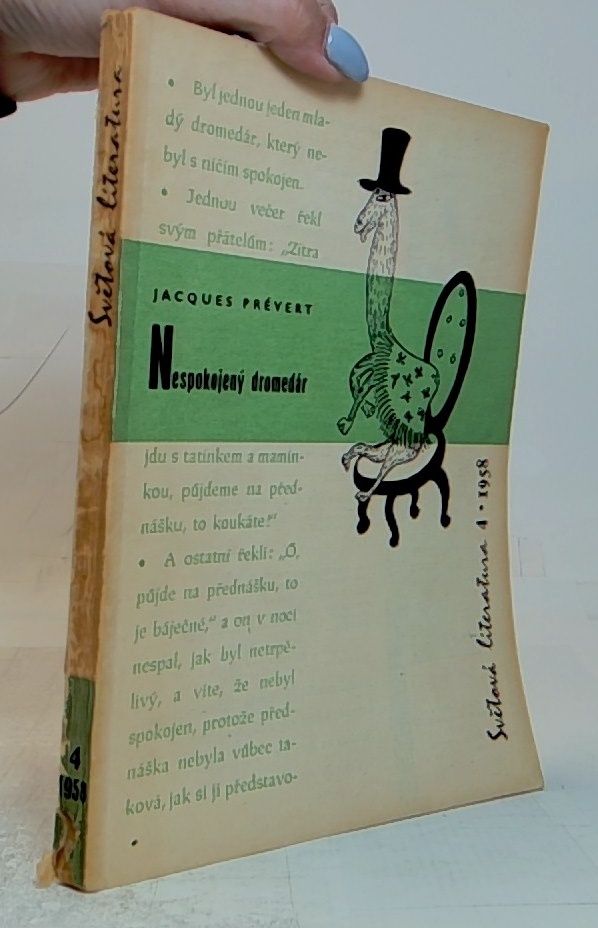 Světová literatura
4
1958
• Byl jednou jeden mla-
dý dromedár, který ne-
byl s ničím spokojen.
• Jednou večer řekl
svým přátelům: „Zítra
JACQUES PRÉVERT
Nespokojený dromedár
jdu s tatínkem a mamin-
kou, půjdeme na před-
nášku, to koukáte!“
• A ostatní řekli: „Ó,
půjde na přednášku, to
je báječné,“ a on v noci
nespal, jak byl netrpě-
livý, a víte, že nebyl
spokojen, protože před-
náška nebyla vůbec ta-
ková, jak si ji představo-
Světová literatura 4 • 1958